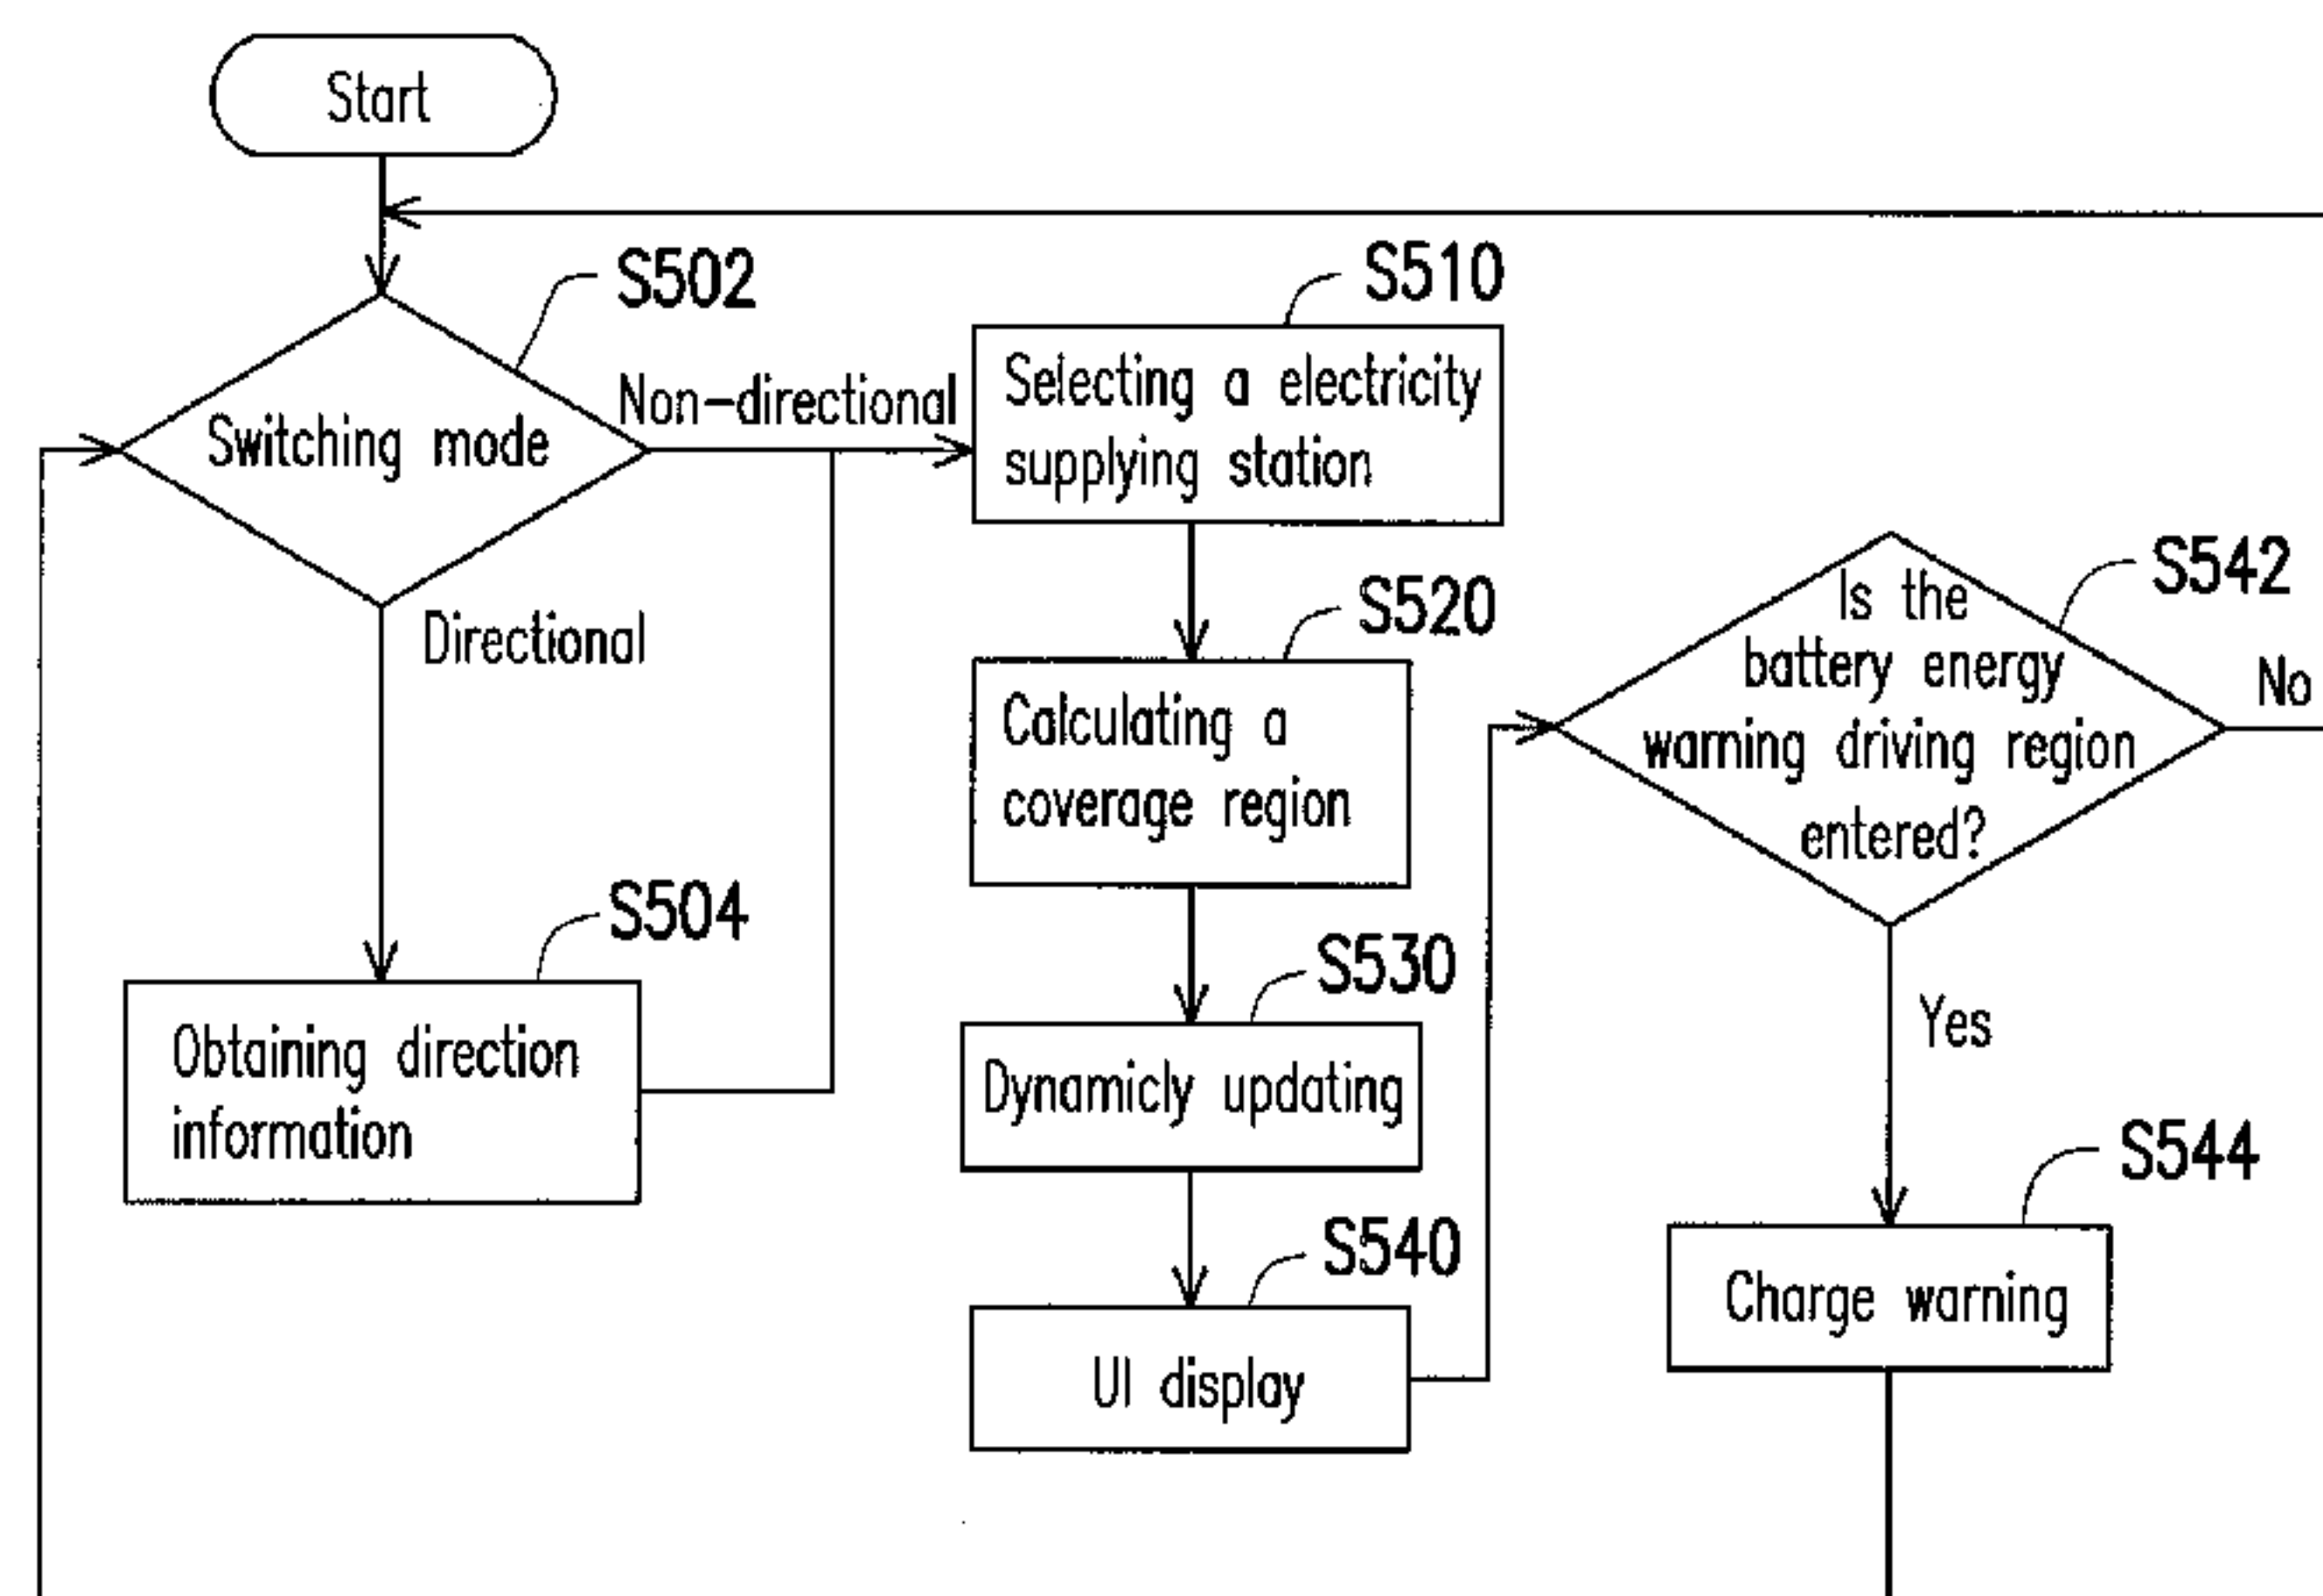 Start
S502
Switching mode
Non-directional
Directional
S504
Obtaining direction
information
S510
Selecting a electricity
supplying station
S520
Calculating a
coverage region
S530
Dynamicly updating
S540
UI display
S542
Is the
battery energy
warning driving region
entered?
No
Yes
S544
Charge warning